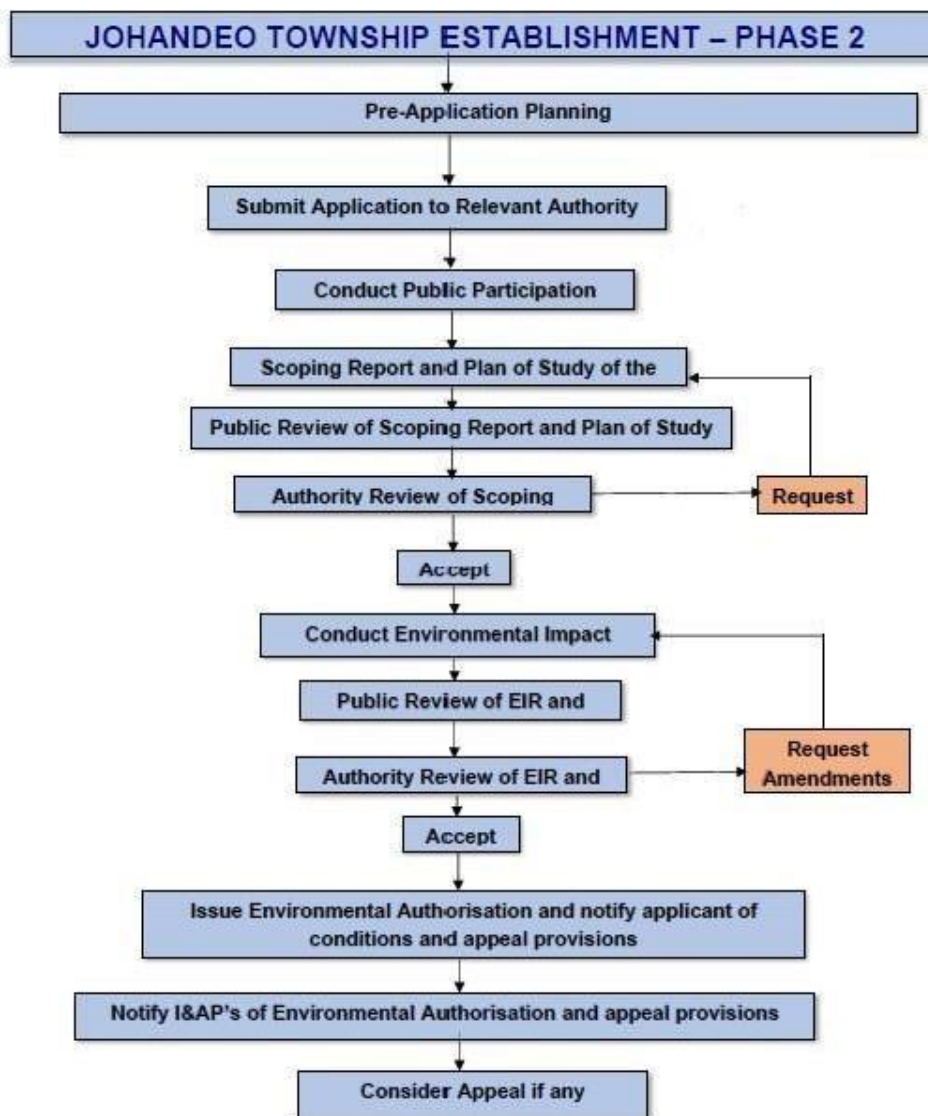 JOHANDEO TOWNSHIP ESTABLISHMENT – PHASE 2
Pre-Application Planning
Submit Application to Relevant Authority
Conduct Public Participation
Scoping Report and Plan of Study of the
Public Review of Scoping Report and Plan of Study
Authority Review of Scoping
Request
Accept
Conduct Environmental Impact
Public Review of EIR and
Authority Review of EIR and
Request
Amendments
Accept
Issue Environmental Authorisation and notify applicant of
conditions and appeal provisions
Notify I&AP's of Environmental Authorisation and appeal provisions
Consider Appeal if any